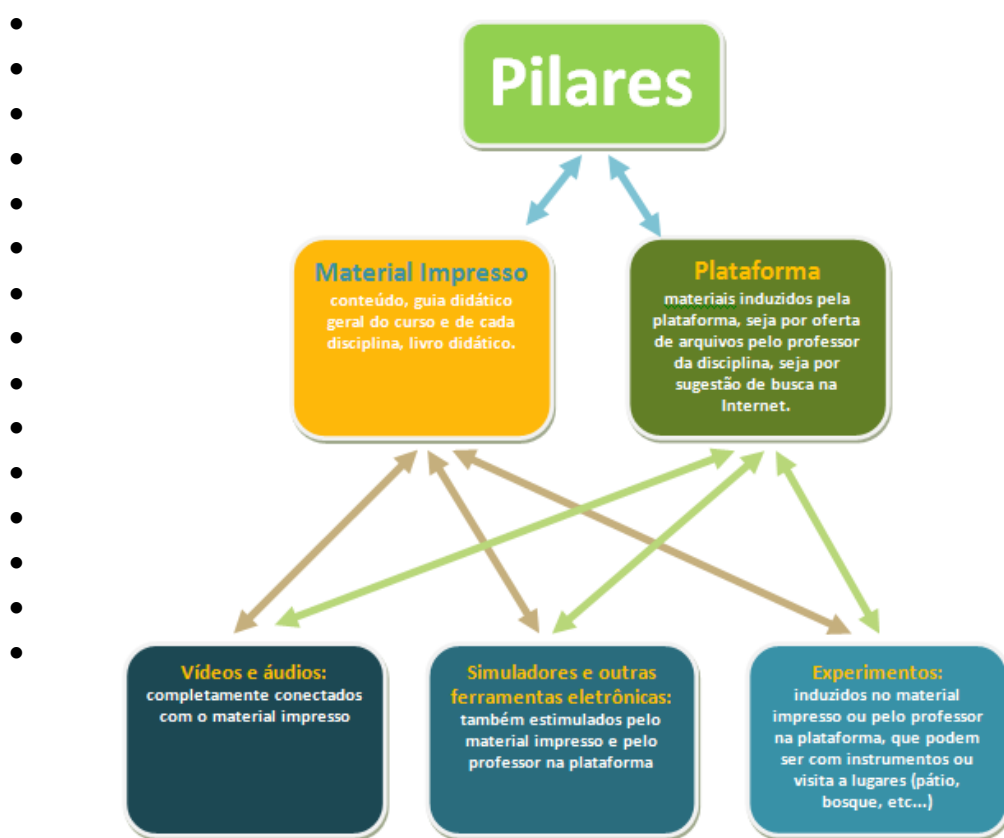 Pilares
Material Impresso
conteúdo, guia didático
geral do curso e de cada
disciplina, livro didático.
Plataforma
materiais induzidos pela
plataforma, seja por oferta
de arquivos pelo professor
da disciplina, seja por
sugestão de busca na
Internet.
Vídeos e áudios:
completamente conectados
com o material impresso
Simuladores e outras
ferramentas eletrônicas:
também estimulados pelo
material impresso e pelo
professor na plataforma
Experimentos:
induzidos no material
impresso ou pelo professor
na plataforma, que podem
ser com instrumentos ou
visita a lugares (pátio,
bosque, etc...)